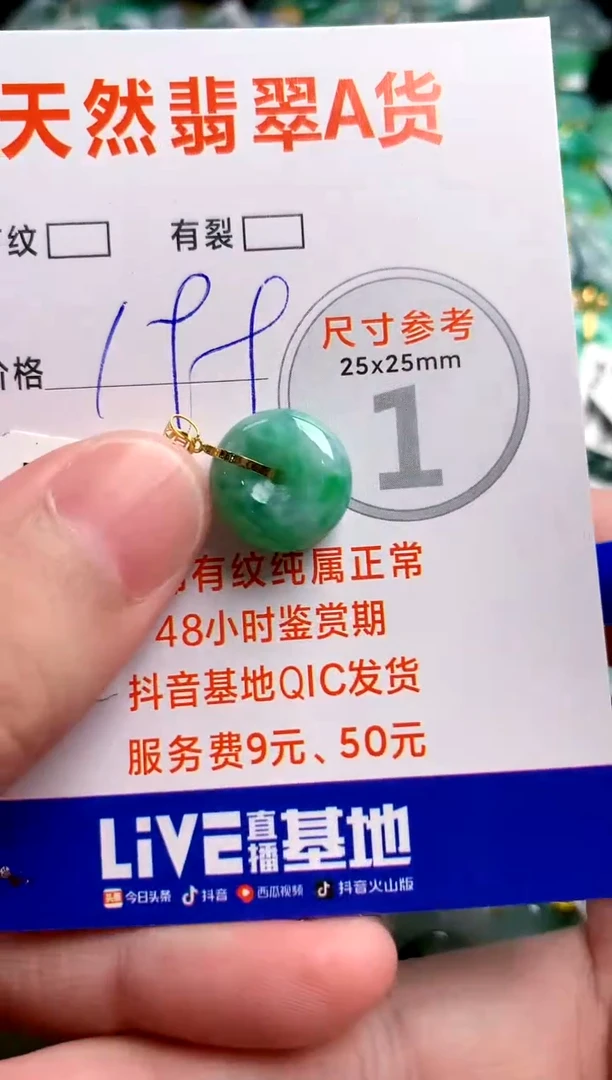 天然翡翠A货
纹 有裂
价格 199
尺寸参考
25x25mm
1
有纹纯属正常
48小时鉴赏期
抖音基地QIC发货
服务费9元、50元
LiVE直播基地
头条 今日头条 抖音 西瓜视频 抖音火山版